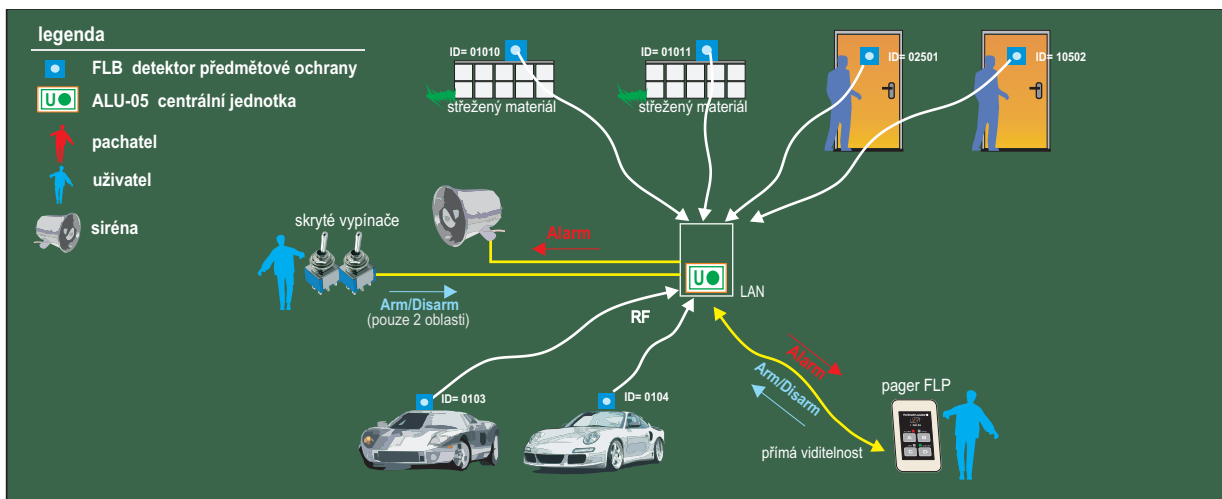 legenda
FLB detektor předmětové ochrany
U
ALU-05 centrální jednotka
pachatel
uživatel
siréna
ID= 01010
střežený materiál
ID= 01011
střežený materiál
ID= 02501
ID= 10502
skryté vypínače
Alarm
Arm/Disarm
(pouze 2 oblasti)
U
LAN
RF
ID= 0103
ID= 0104
Alarm
Arm/Disarm
přímá viditelnost
pager FLP
A
B
C
D